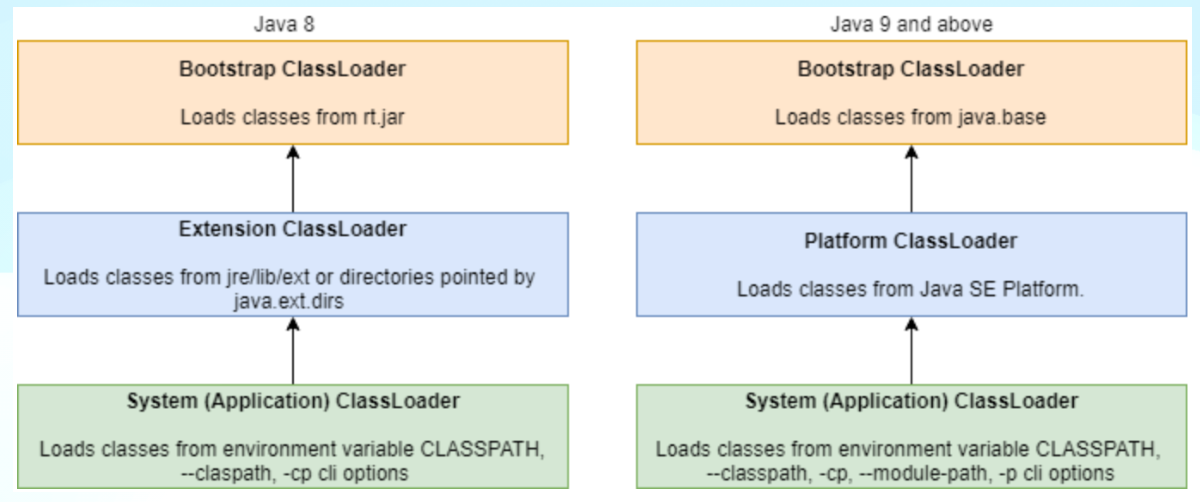 Java 8
Bootstrap ClassLoader
Loads classes from rt.jar
Extension ClassLoader
Loads classes from jre/lib/ext or directories pointed by
java.ext.dirs
System (Application) ClassLoader
Loads classes from environment variable CLASSPATH,
--claspath, -cp cli options
Java 9 and above
Bootstrap ClassLoader
Loads classes from java.base
Platform ClassLoader
Loads classes from Java SE Platform.
System (Application) ClassLoader
Loads classes from environment variable CLASSPATH,
--classpath, -cp, --module-path, -p cli options